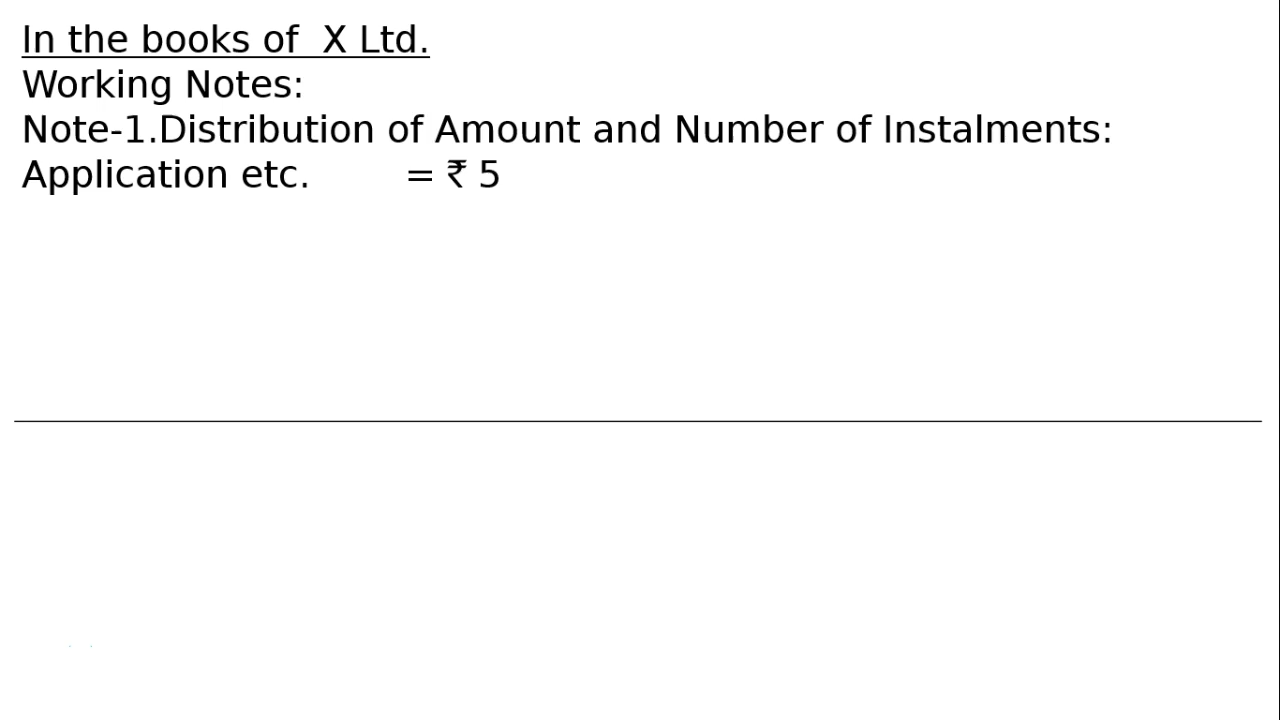 In the books of  X Ltd.
Working Notes:
Note-1.Distribution of Amount and Number of Instalments:
Application etc.        = ₹ 5